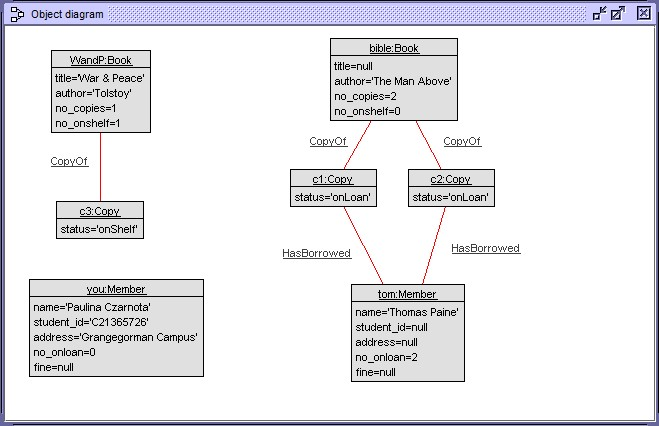 Object diagram
WandP:Book
title='War & Peace'
author='Tolstoy'
no_copies=1
no_onshelf=1
CopyOf
c3:Copy
status='onShelf'
you:Member
name='Paulina Czarnota'
student_id='C21365726'
address='Grangegorman Campus'
no_onloan=0
fine=null
bible:Book
title=null
author='The Man Above'
no_copies=2
no_onshelf=0
CopyOf
CopyOf
c1:Copy
status='onLoan'
c2:Copy
status='onLoan'
HasBorrowed
HasBorrowed
tom:Member
name='Thomas Paine'
student_id=null
address=null
no_onloan=2
fine=null